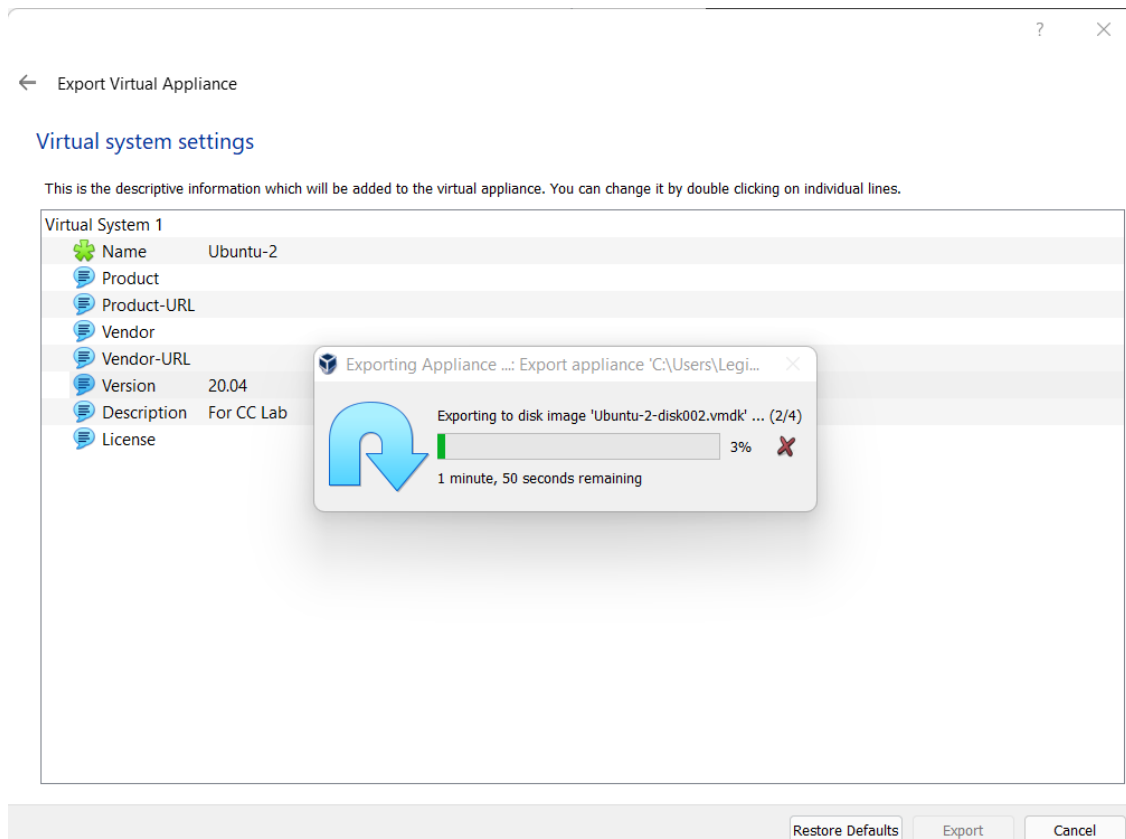 ?
Export Virtual Appliance
Virtual system settings
This is the descriptive information which will be added to the virtual appliance. You can change it by double clicking on individual lines.
Virtual System 1
Name Ubuntu-2
Product
Product-URL
Vendor
Vendor-URL
Version 20.04
Description For CC Lab
License
Exporting Appliance ...: Export appliance 'C:\Users\Legi...
Exporting to disk image 'Ubuntu-2-disk002.vmdk' ... (2/4)
3%
1 minute, 50 seconds remaining
Restore Defaults Export Cancel